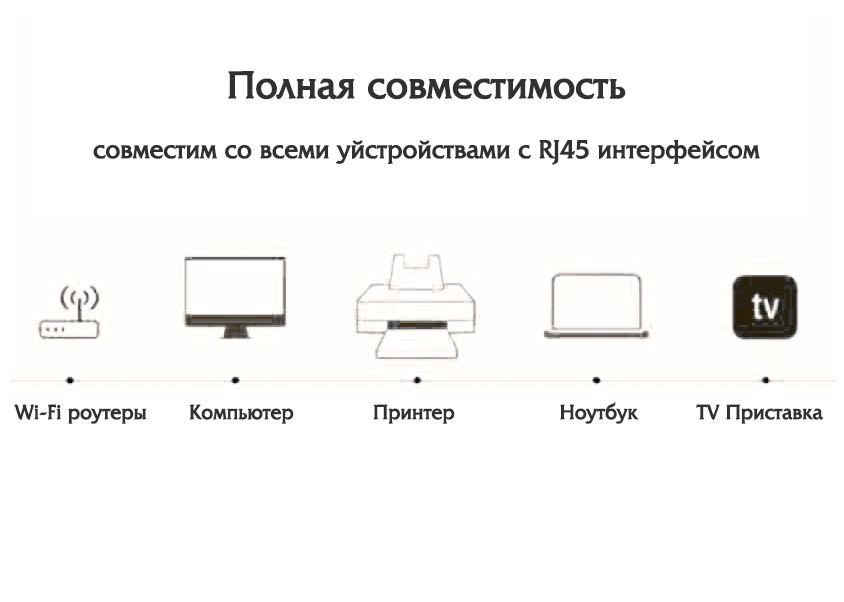 Полная совместимость
совместим со всеми уйстройствами с RJ45 интерфейсом
tv
Wi-Fi роутеры Компьютер Принтер Ноутбук TV Приставка